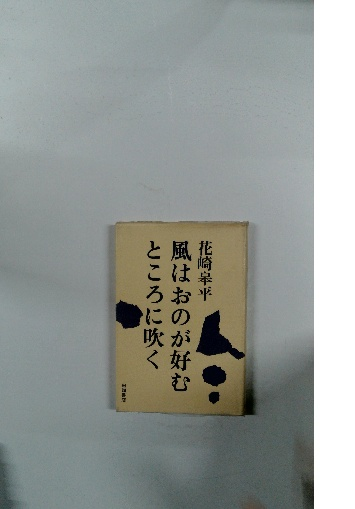 花崎皋平
風はおのが好む
ところに吹く